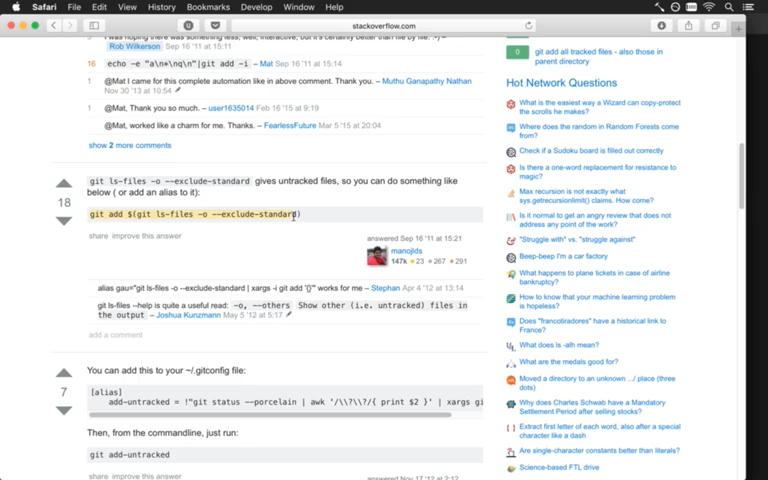 Safari File Edit View History Bookmarks Develop Window Help
stackoverflow.com
Rob Wilkerson Sep 16 '11 at 15:11
16 echo -e "a\n*\nq\n"|git add -i – Mat Sep 16 '11 at 15:14
1 @Mat I came for this complete automation like in above comment. Thank you. – Muthu Ganapathy Nathan
Nov 30 '13 at 10:54
1 @Mat, Thank you so much. – user1635014 Feb 16 '15 at 9:19
@Mat, worked like a charm for me. Thanks. – FearlessFuture Mar 5 '15 at 20:04
show 2 more comments
18
git ls-files -o --exclude-standard gives untracked files, so you can do something like
below ( or add an alias to it):
git add $(git ls-files -o --exclude-standard)
share improve this answer
answered Sep 16 '11 at 15:21
manojlds
147k 23 267 291
alias gau="git ls-files -o --exclude-standard | xargs -i git add '{}'" works for me – Stephan Apr 4 '12 at 13:14
git ls-files --help is quite a useful read: -o, --others Show other (i.e. untracked) files in
the output – Joshua Kunzmann May 5 '12 at 5:17
add a comment
7
You can add this to your ~/.gitconfig file:
[alias]
add-untracked = !"git status --porcelain | awk '/\\?\\?/{ print $2 }' | xargs gi
Then, from the commandline, just run:
git add-untracked
share improve this answer
answered Nov 17 '12 at 2:12
0 git add all tracked files - also those in
parent directory
Hot Network Questions
What is the easiest way a Wizard can copy-protect
the scrolls he makes?
Where does the random in Random Forests come
from?
Check if a Sudoku board is filled out correctly
Is there a one-word replacement for resistance to
magic?
Max recursion is not exactly what
sys.getrecursionlimit() claims. How come?
Is it normal to get an angry review that does not
address any point of the work?
"Struggle with" vs. "struggle against"
Beep-beep I'm a car factory
What happens to plane tickets in case of airline
bankruptcy?
How to know that your machine learning problem
is hopeless?
Does "francotiradores" have a historical link to
France?
What does ls -alh mean?
What are the medals good for?
Moved a directory to an unknown .../ place (three
dots)
Why does Charles Schwab have a Mandatory
Settlement Period after selling stocks?
Extract first letter of each word, also after a special
character like a dash
Are single-character constants better than literals?
Science-based FTL drive